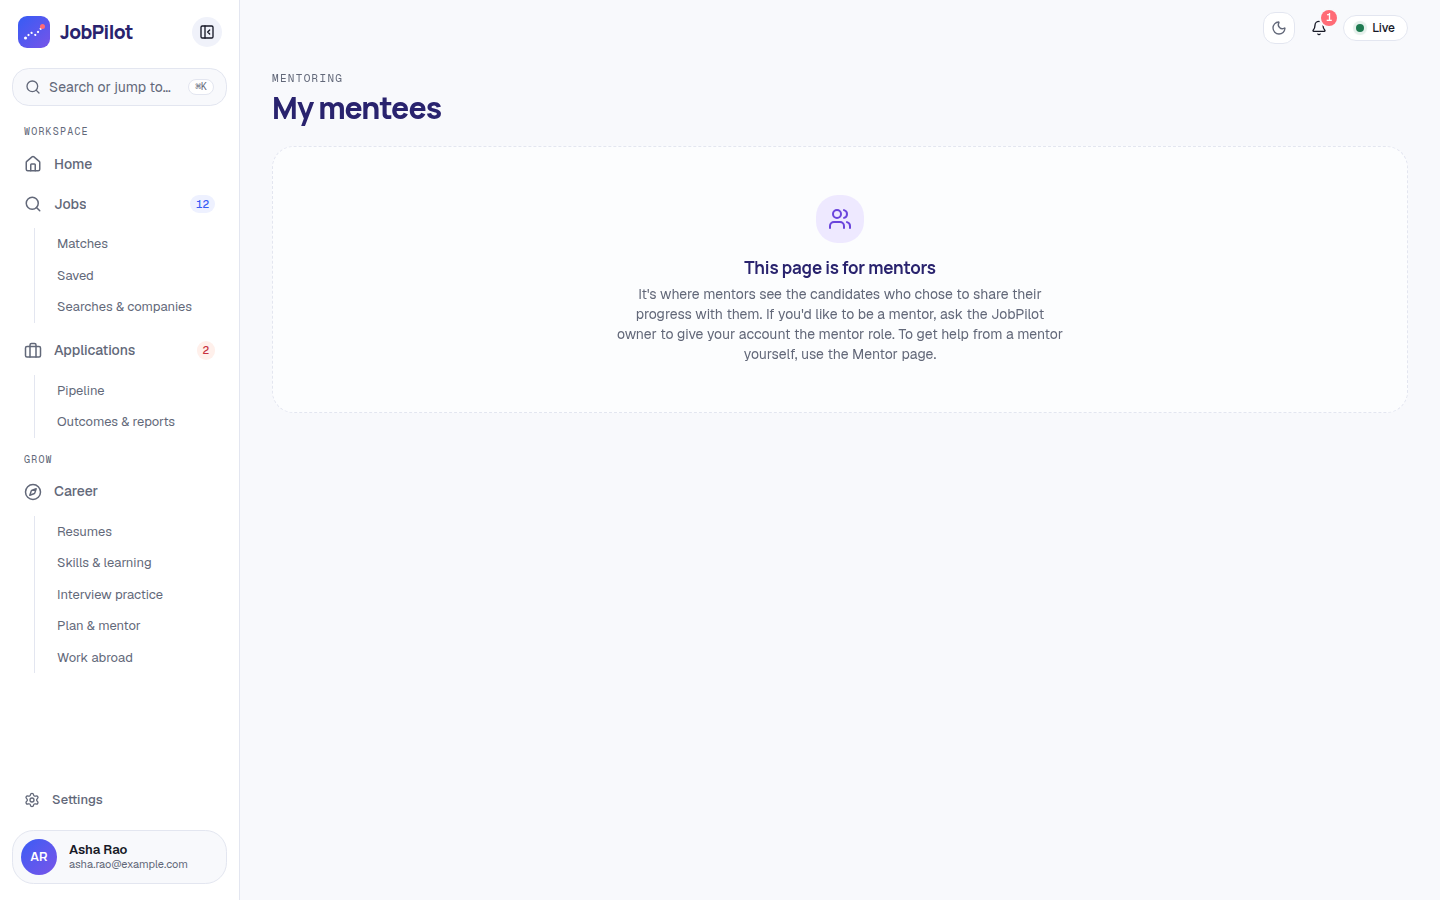 JobPilot
Search or jump to...
⌘K
WORKSPACE
Home
Jobs
12
Matches
Saved
Searches & companies
Applications
2
Pipeline
Outcomes & reports
GROW
Career
Resumes
Skills & learning
Interview practice
Plan & mentor
Work abroad
Settings
AR
Asha Rao
asha.rao@example.com
1
Live
MENTORING
My mentees
This page is for mentors
It's where mentors see the candidates who chose to share their
progress with them. If you'd like to be a mentor, ask the JobPilot
owner to give your account the mentor role. To get help from a mentor
yourself, use the Mentor page.